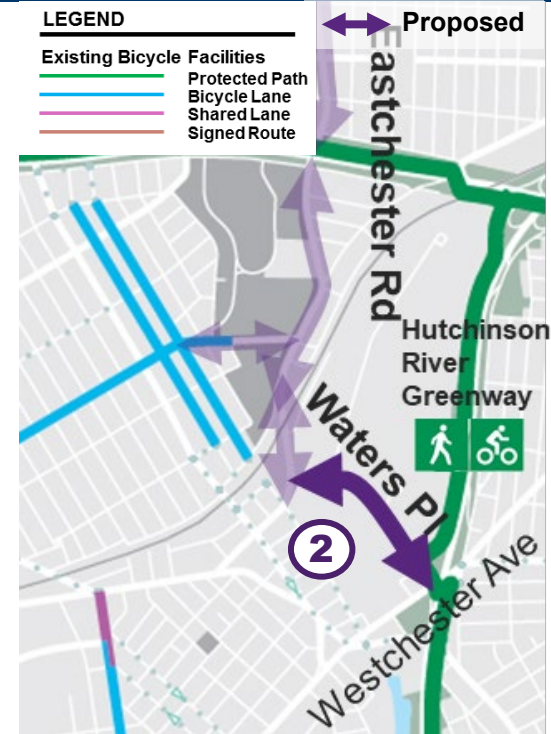 LEGEND
Existing Bicycle Facilities
Protected Path
Bicycle Lane
Shared Lane
Signed Route
Proposed
Eastchester Rd
Hutchinson
River
Greenway
Waters Pl
2
Westchester Ave